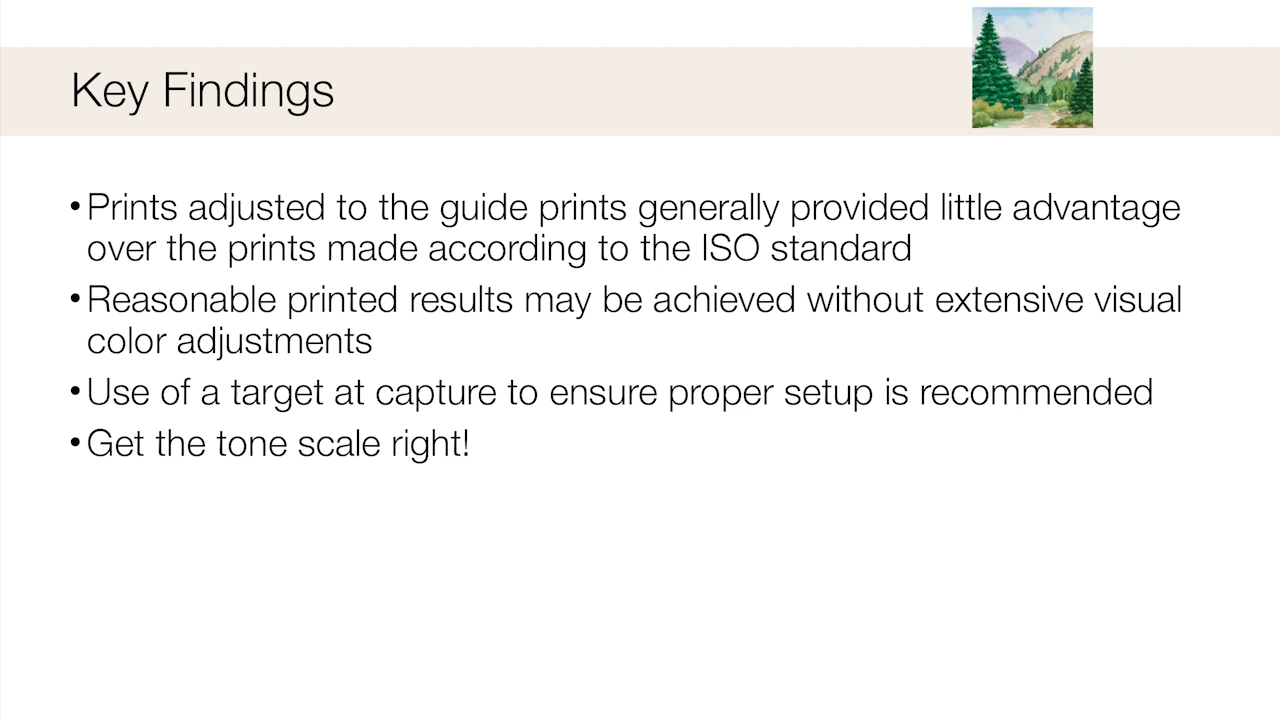 Key Findings
• Prints adjusted to the guide prints generally provided little advantage
over the prints made according to the ISO standard
• Reasonable printed results may be achieved without extensive visual
color adjustments
• Use of a target at capture to ensure proper setup is recommended
• Get the tone scale right!